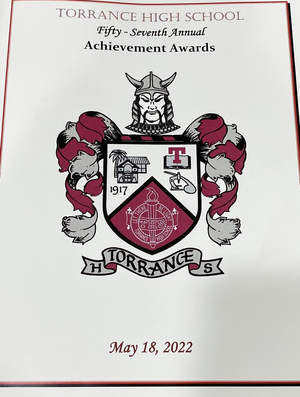 TORRANCE HIGH SCHOOL
Fifty - Seventh Annual
Achievement Awards
T
1917
H TORRANCE S
May 18, 2022